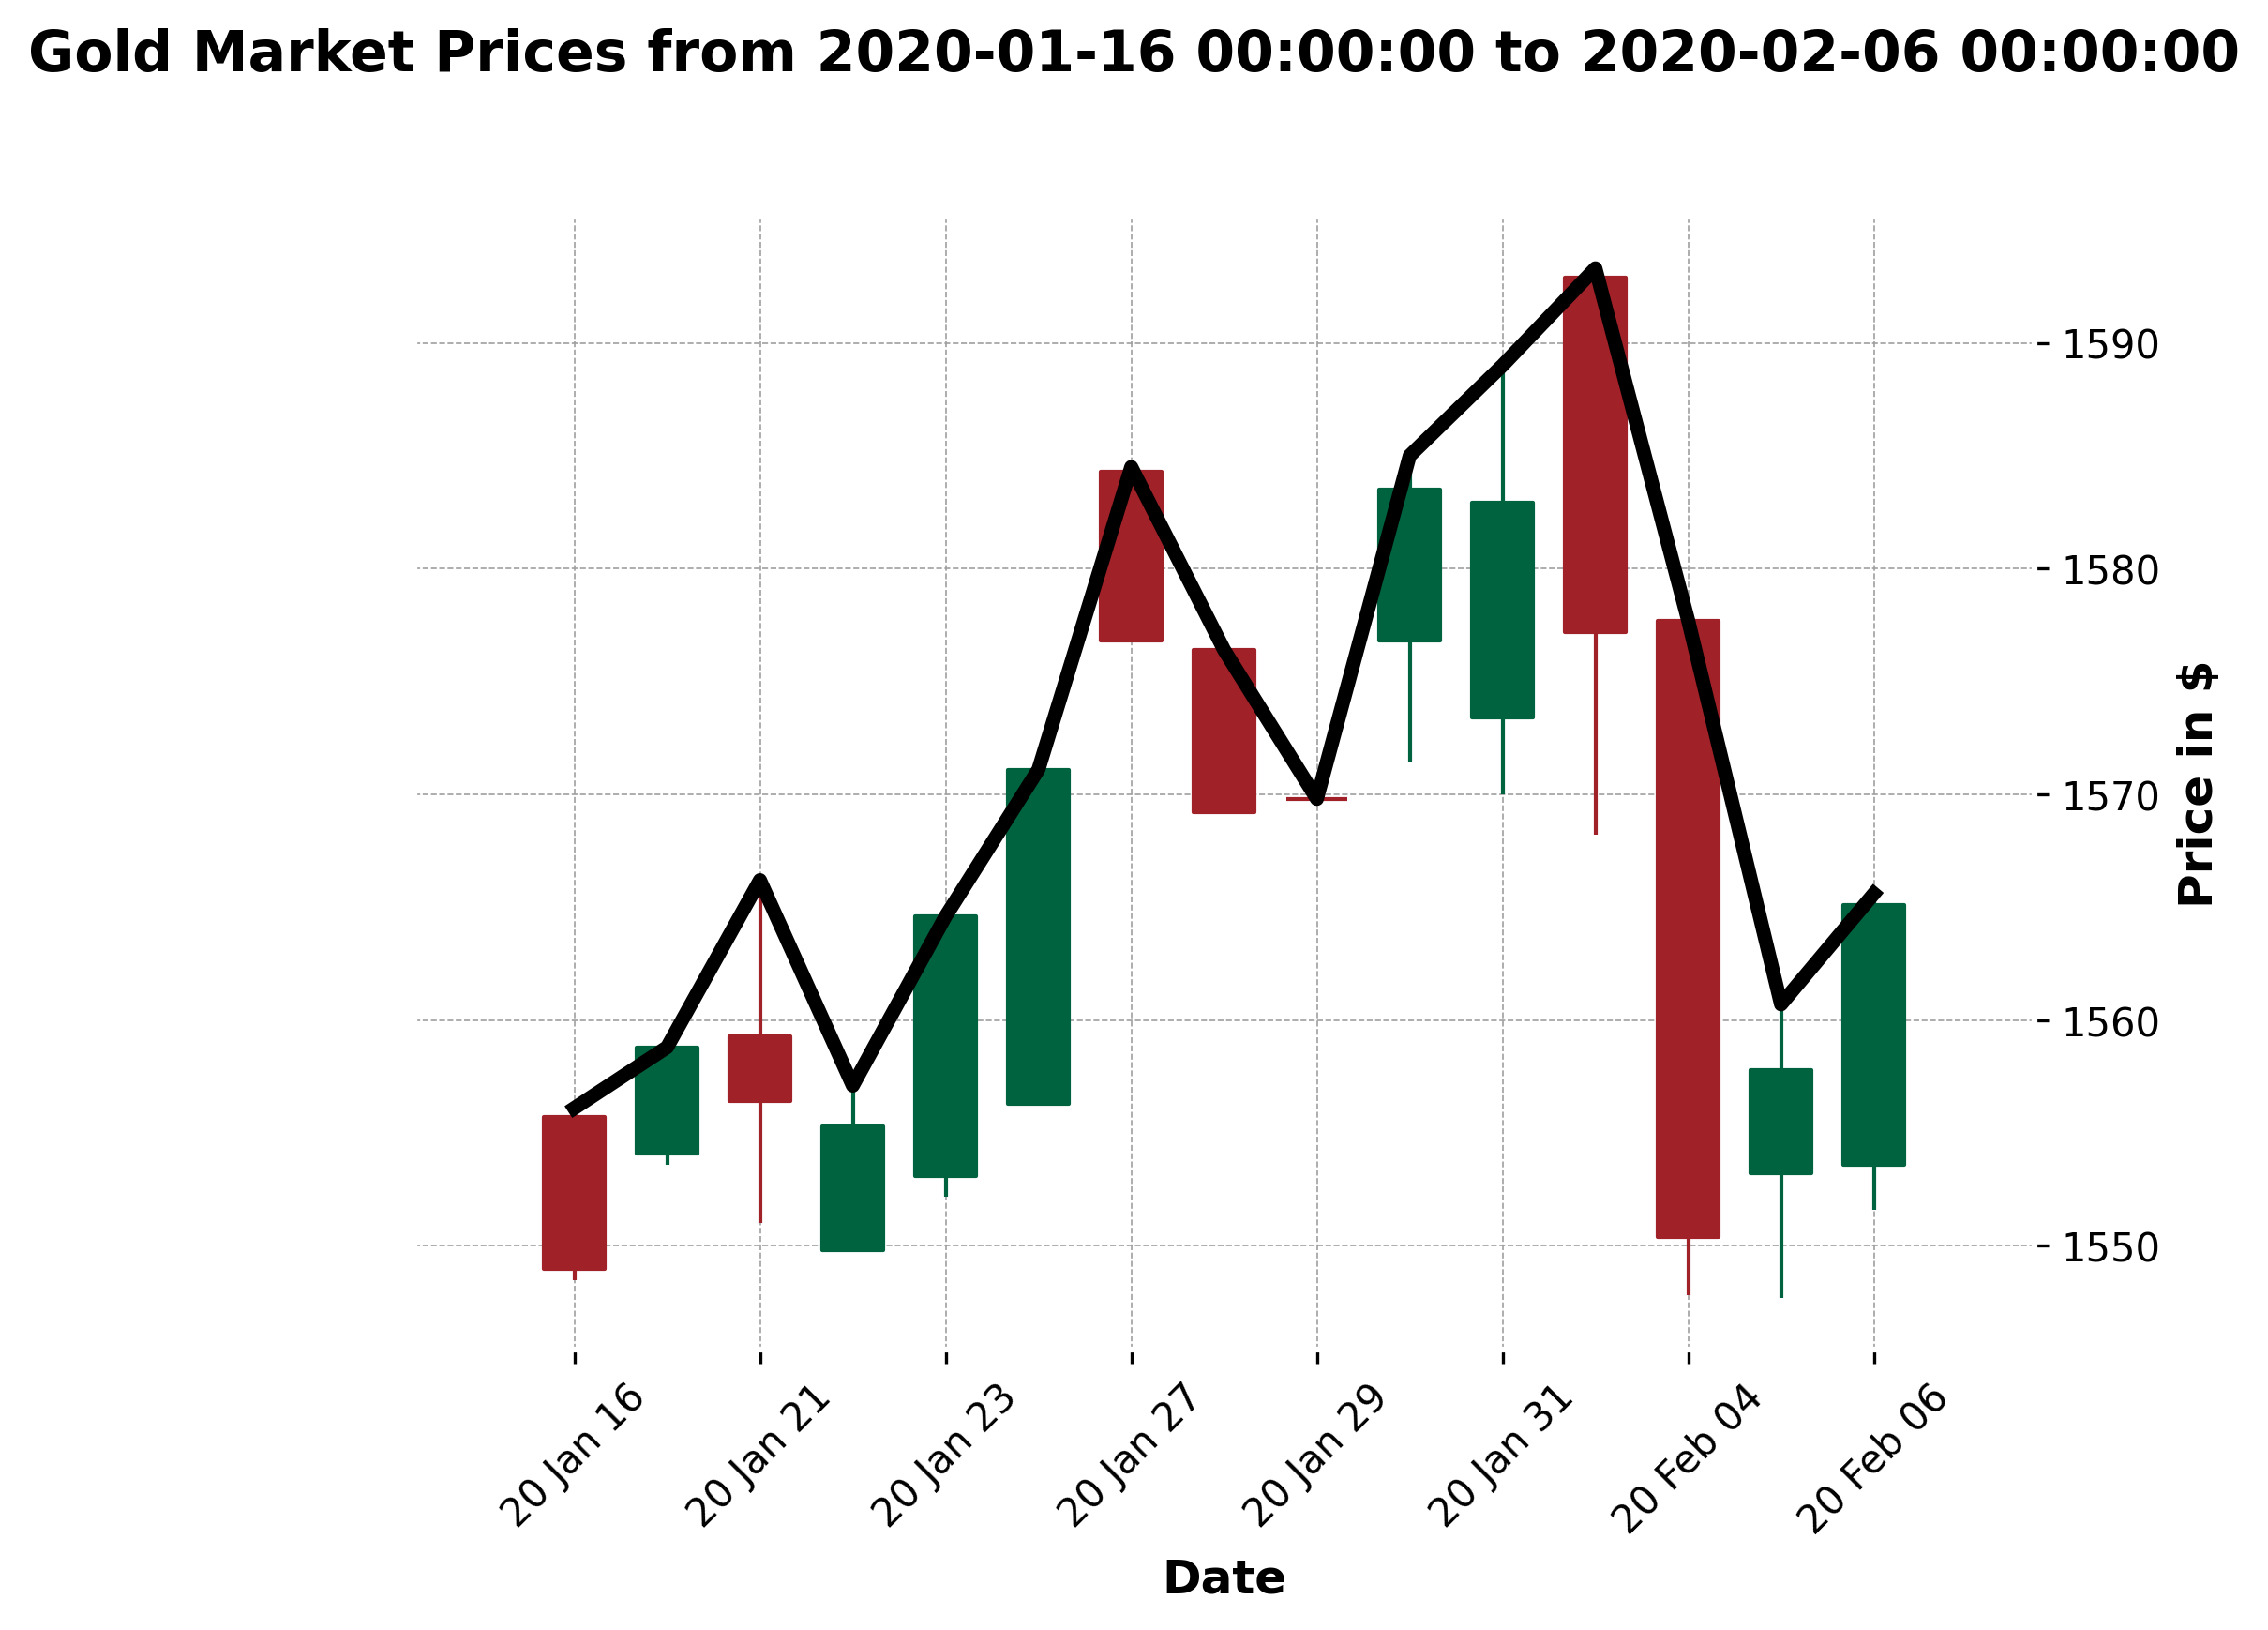 Gold Market Prices from 2020-01-16 00:00:00 to 2020-02-06 00:00:00
1590
1580
1570
1560
1550
Price in $
20 Jan 16
20 Jan 21
20 Jan 23
20 Jan 27
20 Jan 29
20 Jan 31
20 Feb 04
20 Feb 06
Date